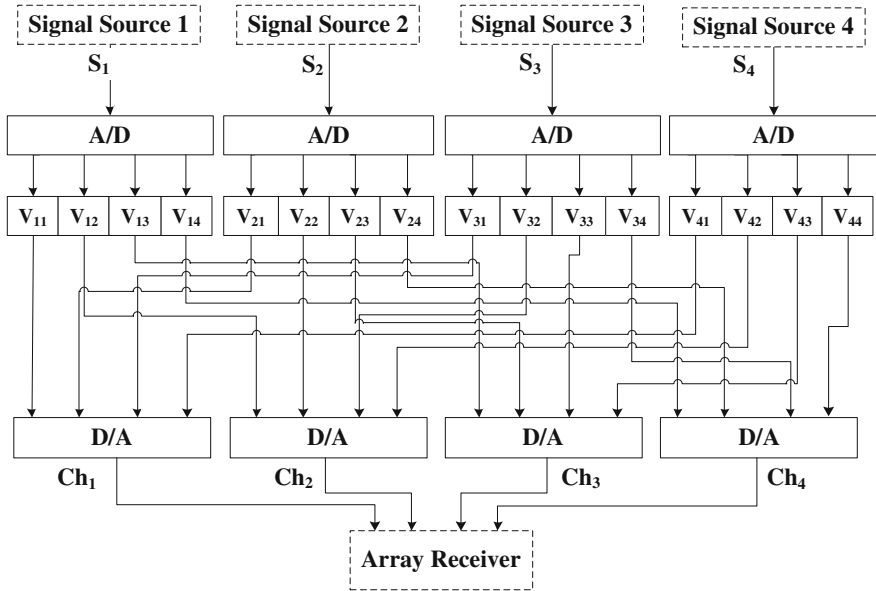 Signal Source 1 Signal Source 2 Signal Source 3 Signal Source 4
S₁ S₂ S₃ S₄
A/D A/D A/D A/D
V₁₁ V₁₂ V₁₃ V₁₄ V₂₁ V₂₂ V₂₃ V₂₄ V₃₁ V₃₂ V₃₃ V₃₄ V₄₁ V₄₂ V₄₃ V₄₄
D/A D/A D/A D/A
Ch₁ Ch₂ Ch₃ Ch₄
Array Receiver